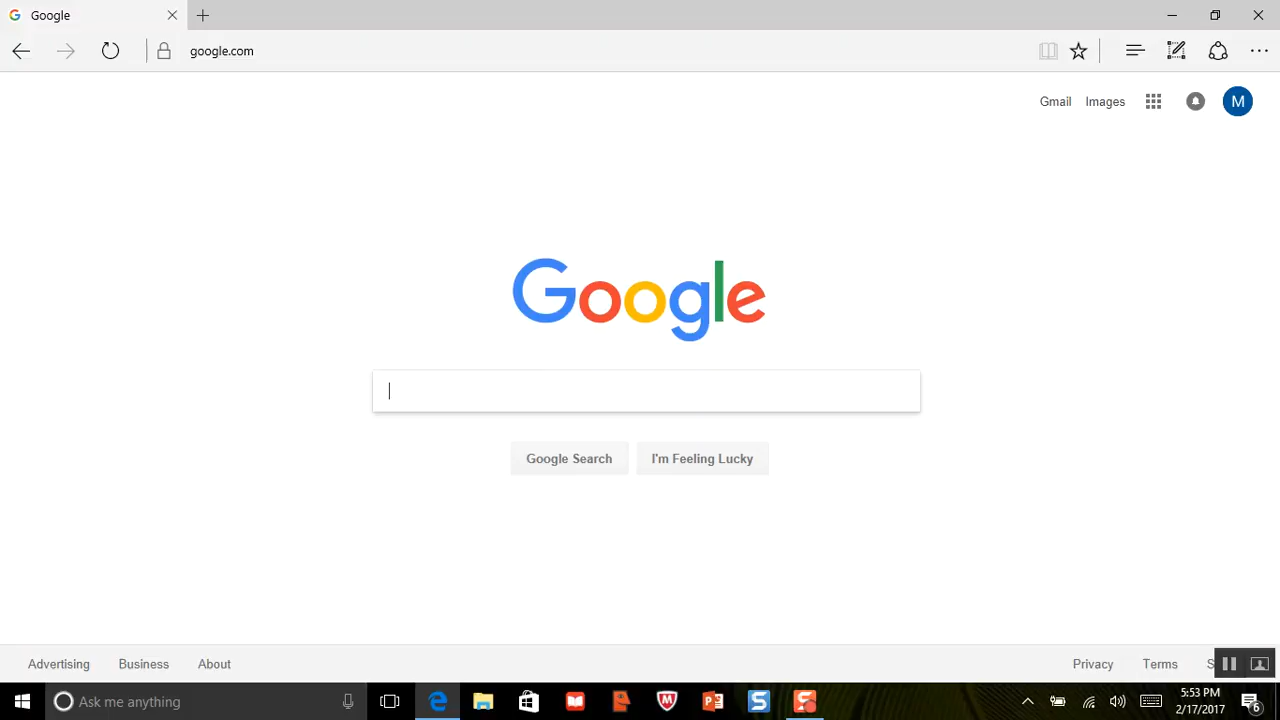 Google
google.com
Gmail Images M
Google
Google Search I'm Feeling Lucky
Advertising Business About Privacy Terms
Ask me anything
5:53 PM
2/17/2017
6